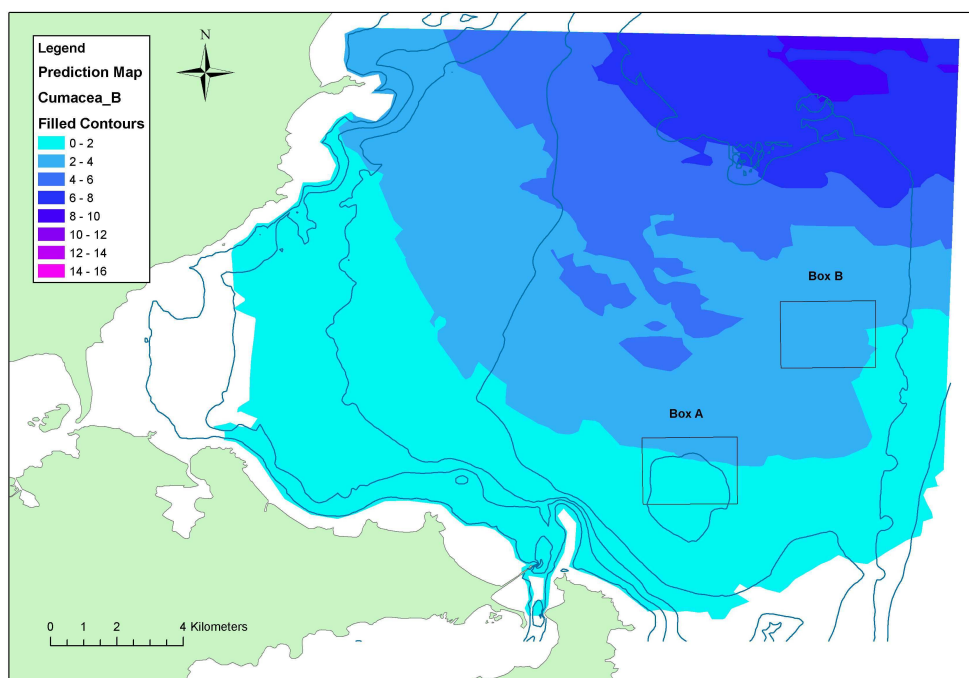 N
Legend
Prediction Map
Cumacea_B
Filled Contours
0 - 2
2 - 4
4 - 6
6 - 8
8 - 10
10 - 12
12 - 14
14 - 16
Box B
Box A
0 1 2 4 Kilometers